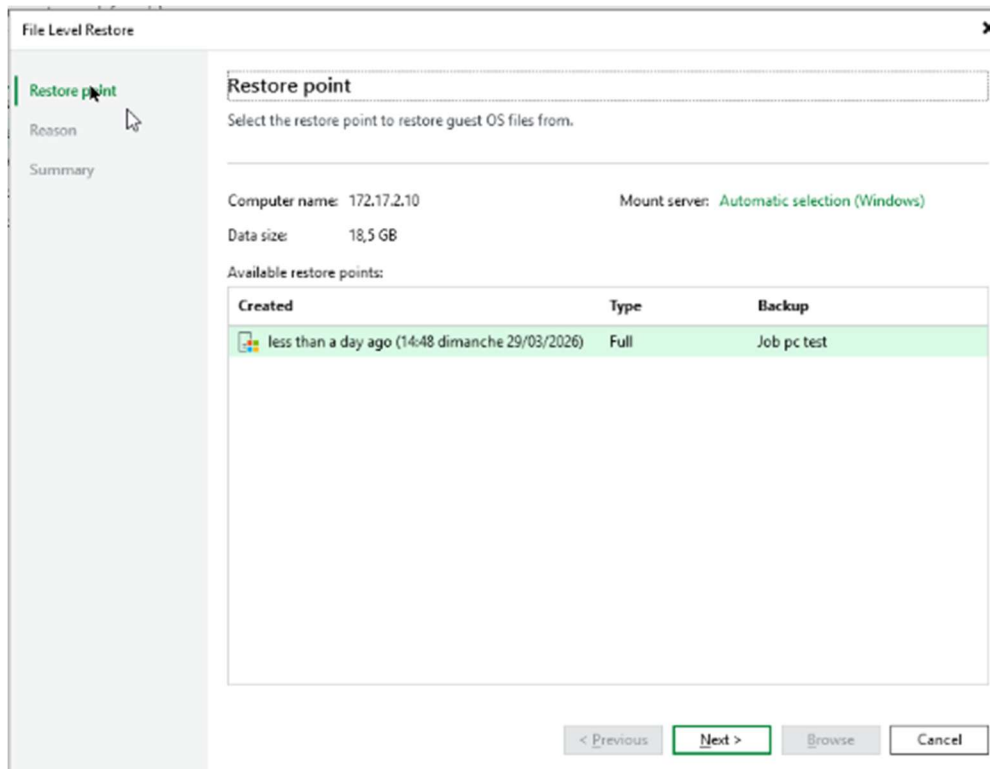 File Level Restore
Restore point
Reason
Summary
Restore point
Select the restore point to restore guest OS files from.
Computer name: 172.17.2.10 Mount server: Automatic selection (Windows)
Data size: 18,5 GB
Available restore points:
Created Type Backup
less than a day ago (14:48 dimanche 29/03/2026) Full Job pc test
< Previous Next > Browse Cancel